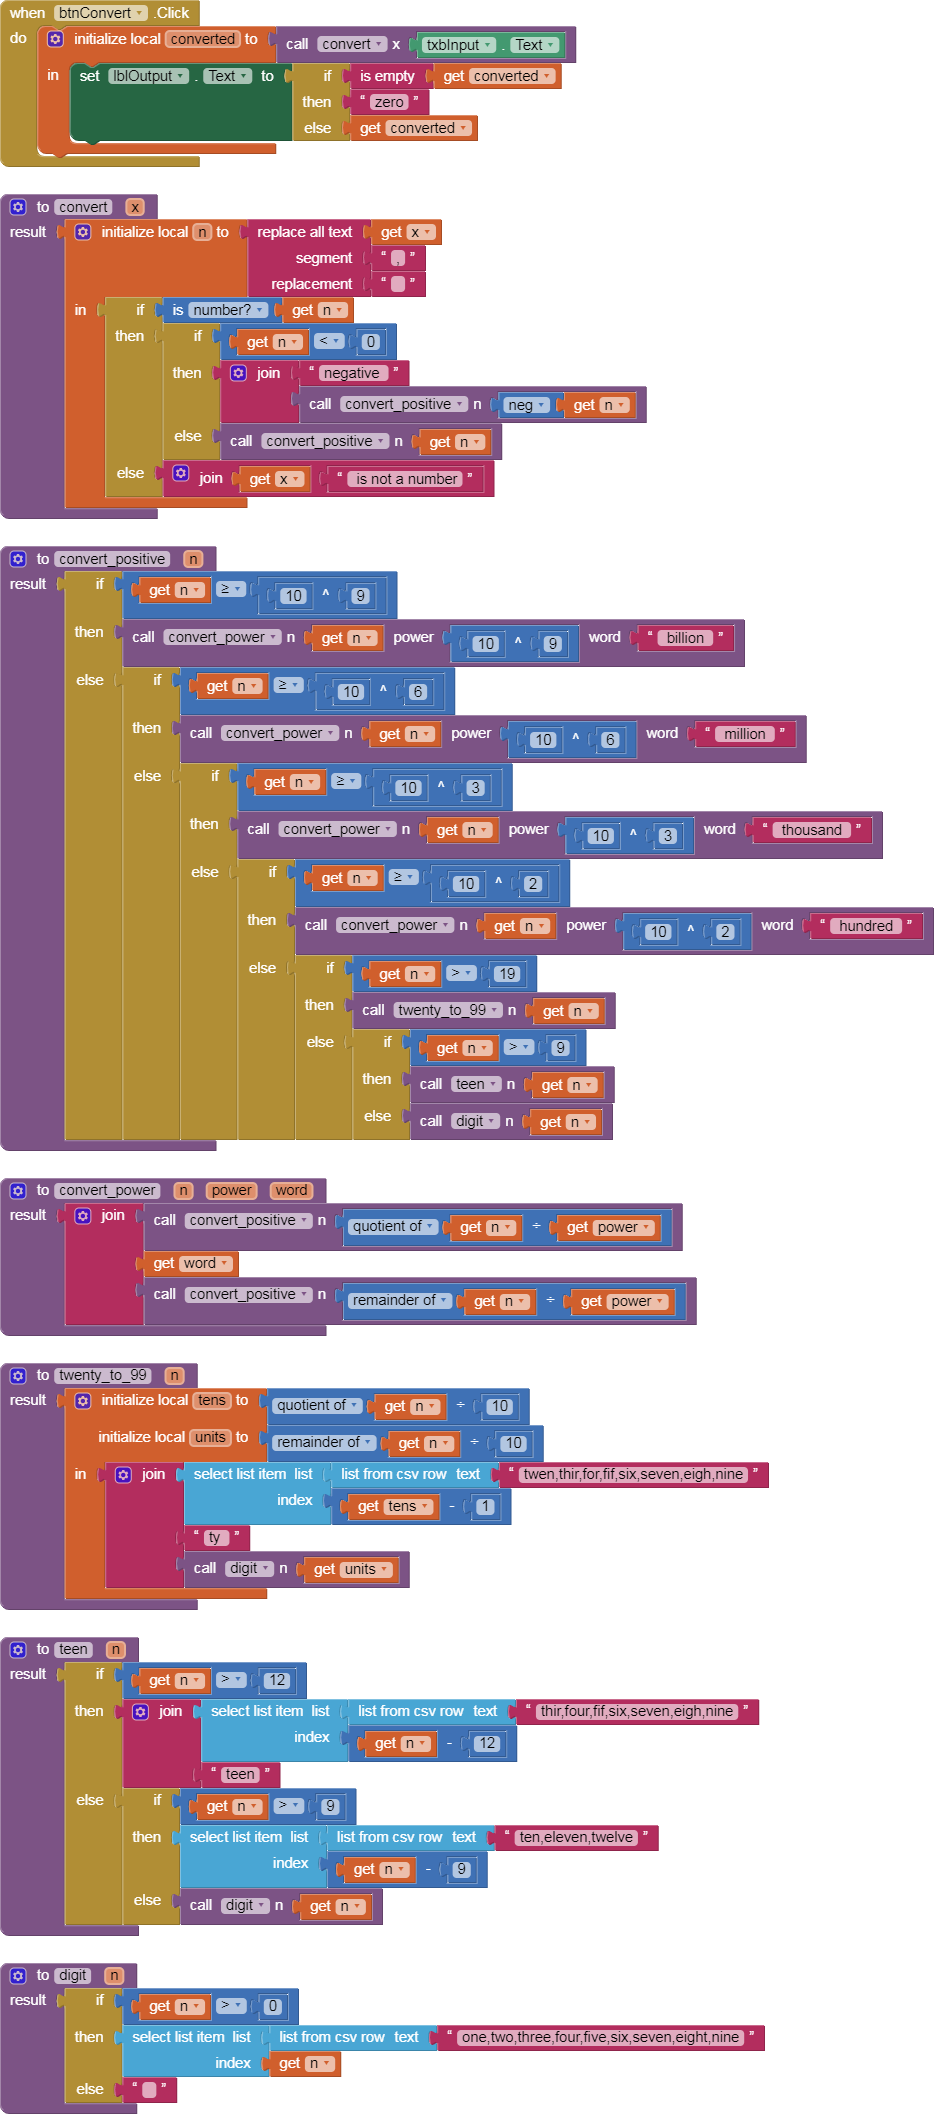 when btnConvert .Click
do initialize local converted to call convert x txbInput . Text
in set lblOutput . Text to if is empty get converted
then “ zero ”
else get converted
to convert x
result initialize local n to replace all text get x
segment “ , ”
replacement “ ”
in if is number? get n
then if get n < 0
then join “ negative ”
call convert_positive n neg get n
else call convert_positive n get n
else join get x “ is not a number ”
to convert_positive n
result if get n ≥ 10 ^ 9
then call convert_power n get n power 10 ^ 9 word “ billion ”
else if get n ≥ 10 ^ 6
then call convert_power n get n power 10 ^ 6 word “ million ”
else if get n ≥ 10 ^ 3
then call convert_power n get n power 10 ^ 3 word “ thousand ”
else if get n ≥ 10 ^ 2
then call convert_power n get n power 10 ^ 2 word “ hundred ”
else if get n > 19
then call twenty_to_99 n get n
else if get n > 9
then call teen n get n
else call digit n get n
to convert_power n power word
result join call convert_positive n quotient of get n ÷ get power
get word
call convert_positive n remainder of get n ÷ get power
to twenty_to_99 n
result initialize local tens to quotient of get n ÷ 10
initialize local units to remainder of get n ÷ 10
in join select list item list list from csv row text “ twen,thir,for,fif,six,seven,eigh,nine ”
index get tens - 1
“ ty ”
call digit n get units
to teen n
result if get n > 12
then join select list item list list from csv row text “ thir,four,fif,six,seven,eigh,nine ”
index get n - 12
“ teen ”
else if get n > 9
then select list item list list from csv row text “ ten,eleven,twelve ”
index get n - 9
else call digit n get n
to digit n
result if get n > 0
then select list item list list from csv row text “ one,two,three,four,five,six,seven,eight,nine ”
index get n
else “ ”